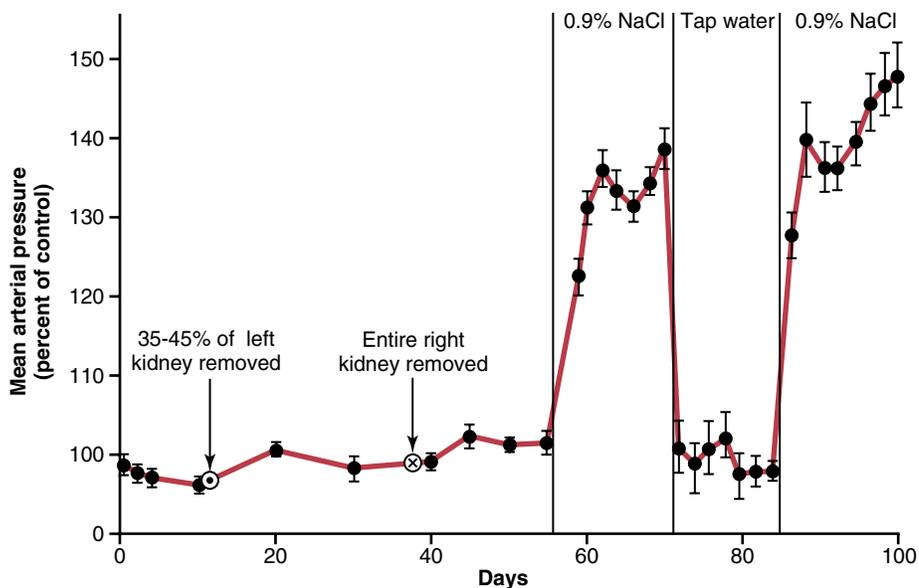 0.9% NaCl
Tap water
0.9% NaCl
150
140
130
120
110
100
0
Mean arterial pressure
(percent of control)
35-45% of left
kidney removed
Entire right
kidney removed
0
20
40
60
80
100
Days